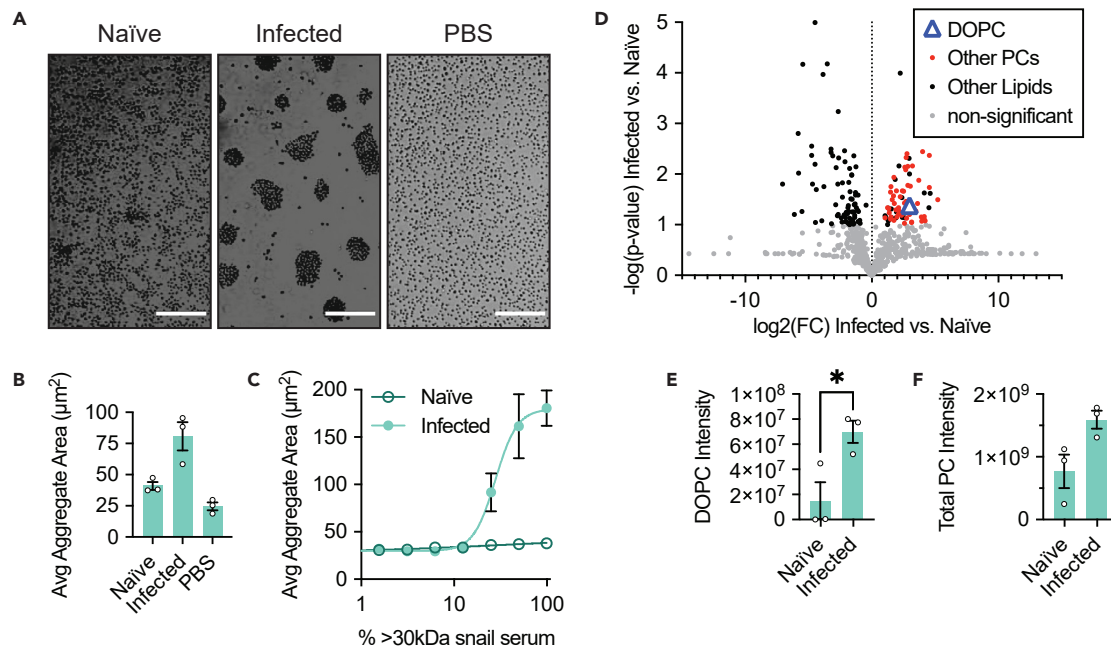 A
Naïve
Infected
PBS
B
Avg Aggregate Area (µm²)
100
75
50
25
0
Naïve
Infected
PBS
C
Avg Aggregate Area (µm²)
200
150
100
50
0
1
10
100
% >30kDa snail serum
Naïve
Infected
D
-log(p-value) Infected vs. Naïve
5
4
3
2
1
0
-10
0
10
log2(FC) Infected vs. Naïve
DOPC
Other PCs
Other Lipids
non-significant
E
DOPC Intensity
1×10⁸
8×10⁷
6×10⁷
4×10⁷
2×10⁷
0
*
Naïve
Infected
F
Total PC Intensity
2×10⁹
1×10⁹
0
Naïve
Infected